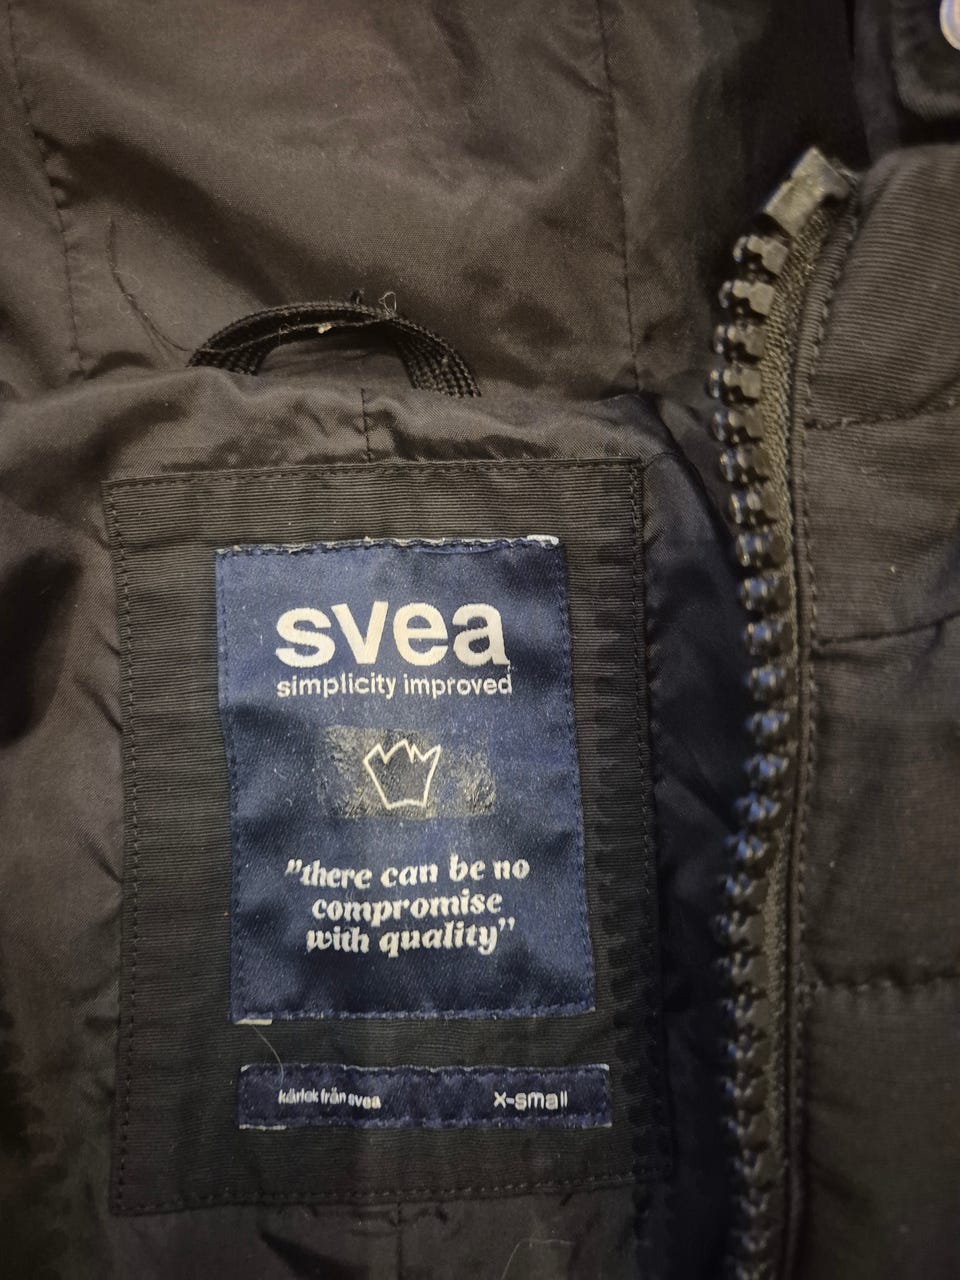 svea
simplicity improved
"there can be no
compromise
with quality"
kärlek från svea
x-small